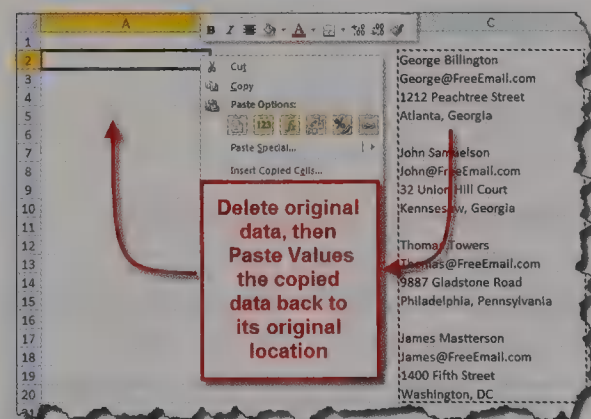 A
C
B I
1
2
3
4
5
6
7
8
9
10
11
12
13
14
15
16
17
18
19
20
21
Cut
Copy
Paste Options:
123
Paste Special...
Insert Copied Cells...
Delete original
data, then
Paste Values
the copied
data back to
its original
location
George Billington
George@FreeEmail.com
1212 Peachtree Street
Atlanta, Georgia
John Samuelson
John@FreeEmail.com
32 Union Hill Court
Kennsesaw, Georgia
Thomas Towers
Thomas@FreeEmail.com
9887 Gladstone Road
Philadelphia, Pennsylvania
James Mastterson
James@FreeEmail.com
1400 Fifth Street
Washington, DC